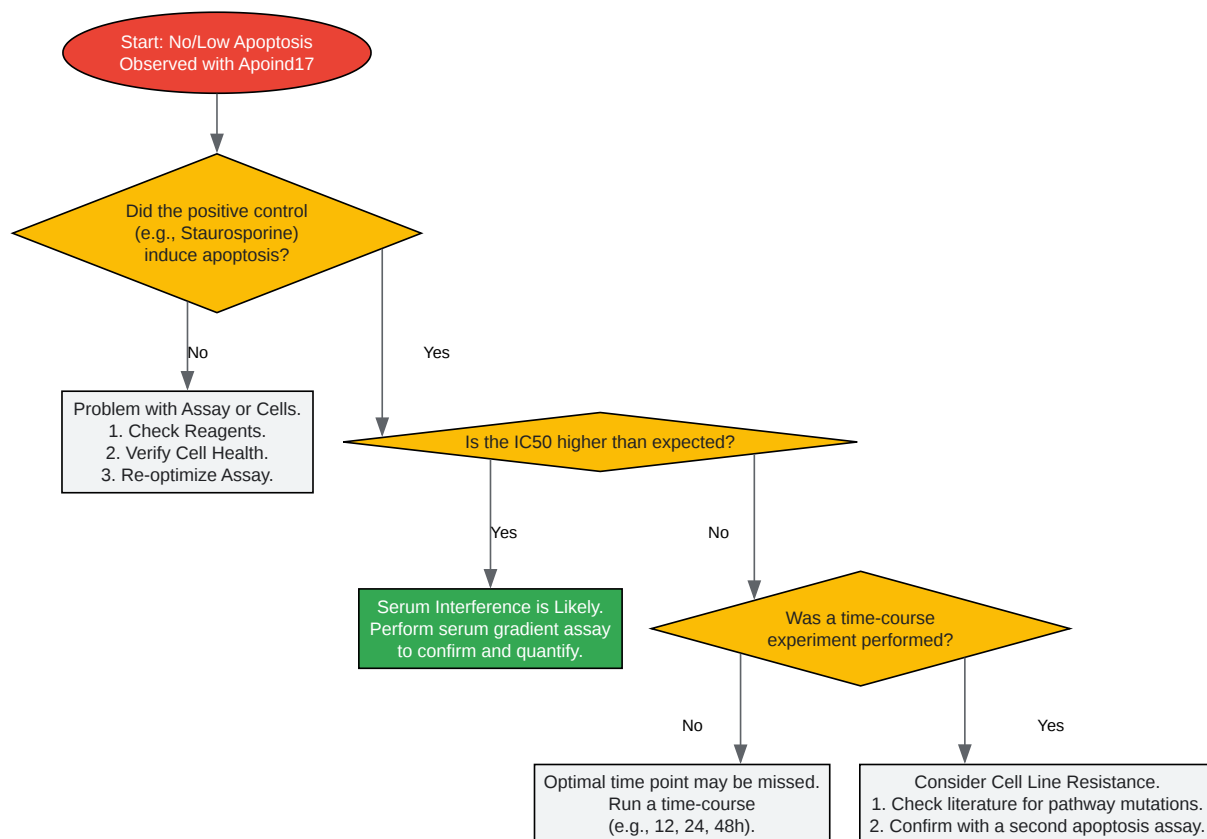 Start: No/Low Apoptosis
Observed with Apoind17
Did the positive control
(e.g., Staurosporine)
induce apoptosis?
No
Yes
Problem with Assay or Cells.
1. Check Reagents.
2. Verify Cell Health.
3. Re-optimize Assay.
Is the IC50 higher than expected?
Yes
No
Serum Interference is Likely.
Perform serum gradient assay
to confirm and quantify.
Was a time-course
experiment performed?
No
Yes
Optimal time point may be missed.
Run a time-course
(e.g., 12, 24, 48h).
Consider Cell Line Resistance.
1. Check literature for pathway mutations.
2. Confirm with a second apoptosis assay.